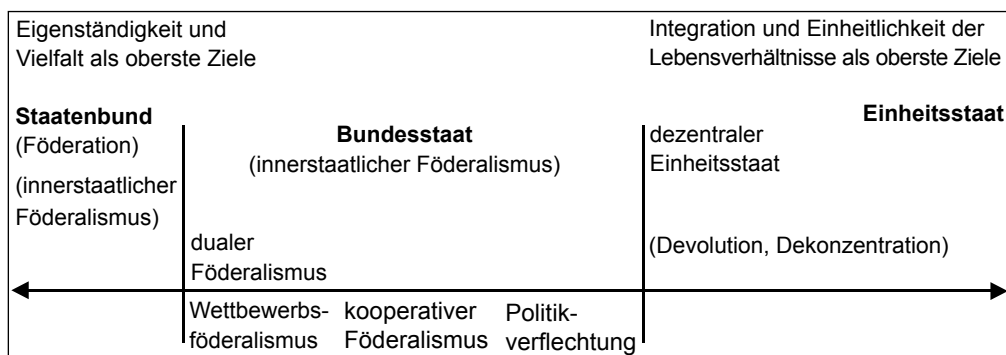 Eigenständigkeit und
Vielfalt als oberste Ziele
Integration und Einheitlichkeit der
Lebensverhältnisse als oberste Ziele
Staatenbund
(Föderation)
(innerstaatlicher
Föderalismus)
Bundesstaat
(innerstaatlicher Föderalismus)
Einheitsstaat
dezentraler
Einheitsstaat
(Devolution, Dekonzentration)
dualer
Föderalismus
Wettbewerbs-
föderalismus
kooperativer
Föderalismus
Politik-
verflechtung